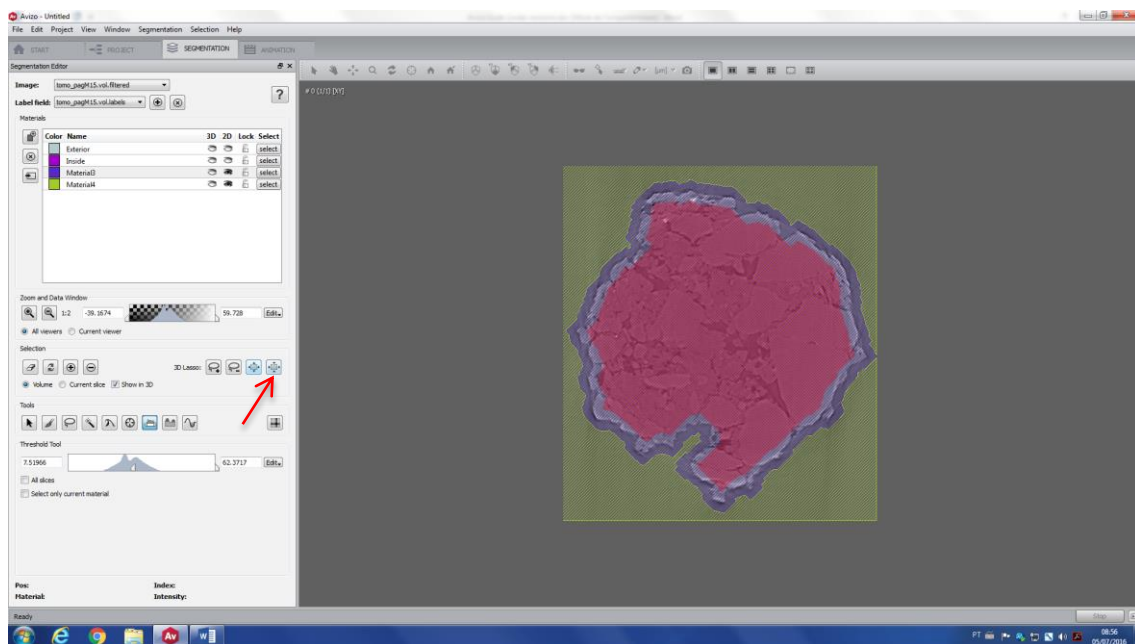 Avizo - Untitled
File Edit Project View Window Segmentation Selection Help
START PROJECT SEGMENTATION ANIMATION
Segmentation Editor
Image: tomo_pagM15.vol.filtered
Label field: tomo_pagM15.vol.labels
?
Materials
Color Name 3D 2D Lock Select
Exterior select
Inside select
Material3 select
Material4 select
Zoom and Data Window
1:2 -39.1674 59.728 Edit
All viewers Current viewer
Selection
3D Lasso:
Volume Current slice Show in 3D
Tools
Threshold Tool
7.51966 62.3717 Edit
All slices
Select only current material
Pos: Index:
Material: Intensity:
Ready
Stop
Av W
PT 08:56
05/07/2016